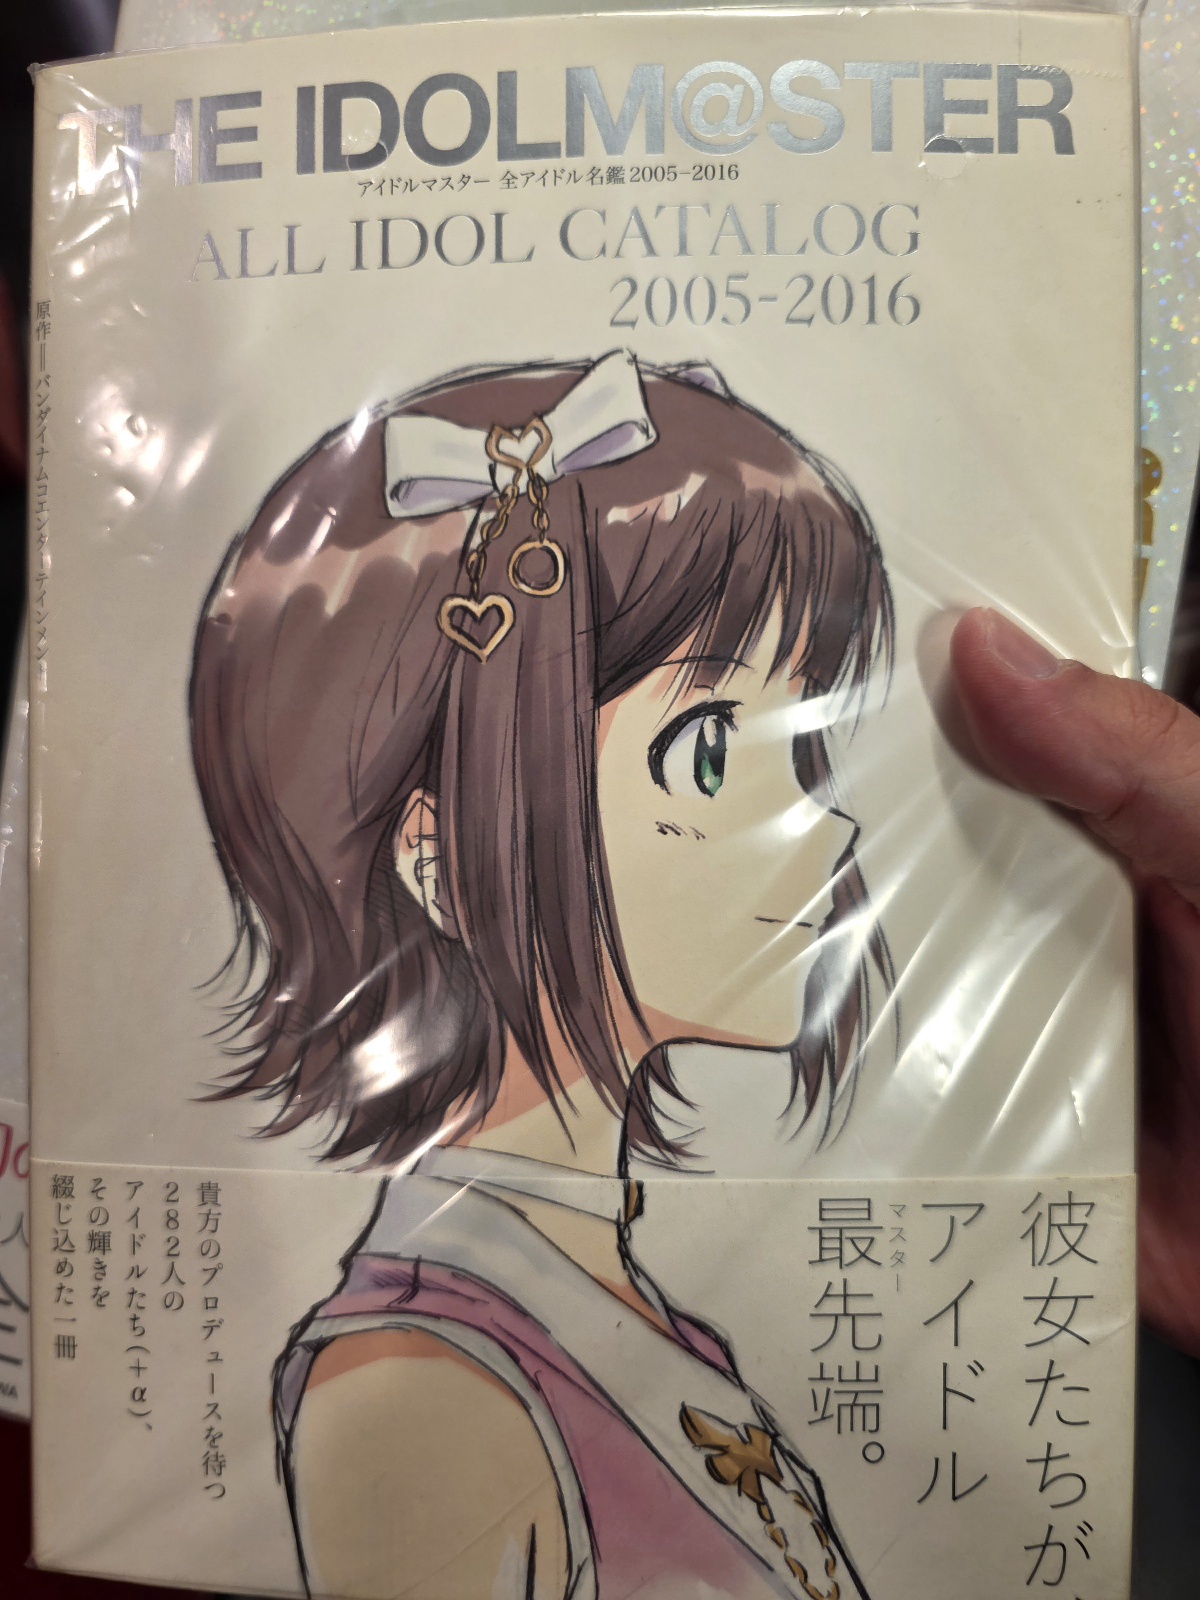 THE IDOLM@STER
アイドルマスター 全アイドル名鑑2005-2016
ALL IDOL CATALOG
2005-2016
原作=バンダイナムコエンターテインメント
彼女たちが、
アイドル
最先端。
マスター
貴方のプロデュースを待つ
282人の
アイドルたち(+α)、
その輝きを
綴じ込めた一冊